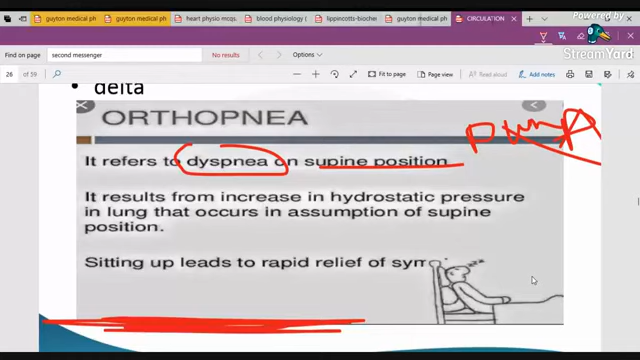 guyton medical ph
guyton medical ph
heart physio mcqs.
blood physiology (
lippincotts-bioche
guyton medical ph
CIRCULATION
Powered by
Find on page
second messenger
No results
Options
StreamYard
26 of 59
Fit to page
Page view
Read aloud
Add notes
• delta
ORTHOPNEA
It refers to dyspnea on supine position
pump
It results from increase in hydrostatic pressure
in lung that occurs in assumption of supine
position.
Sitting up leads to rapid relief of sym
zzz